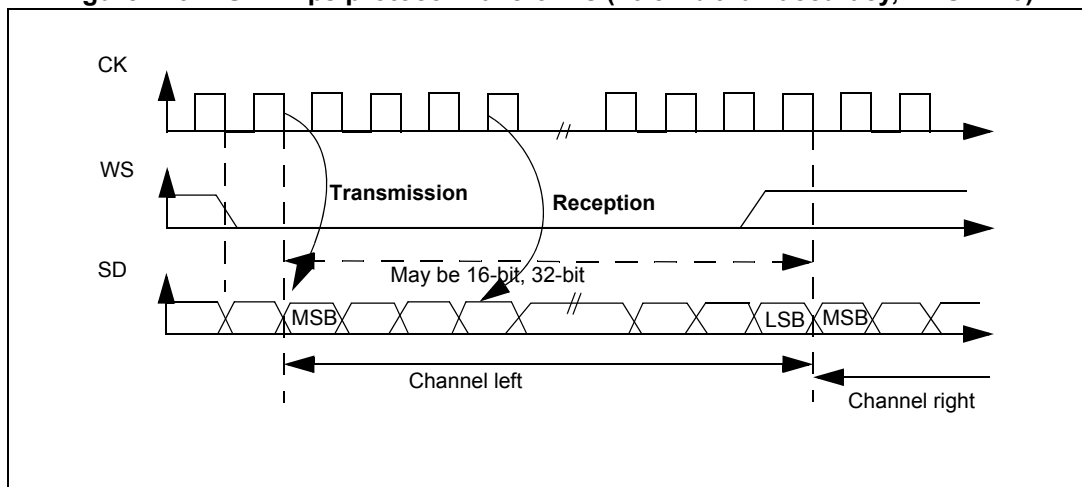 CK
WS
Transmission
Reception
SD
May be 16-bit, 32-bit
MSB
LSB
MSB
Channel left
Channel right